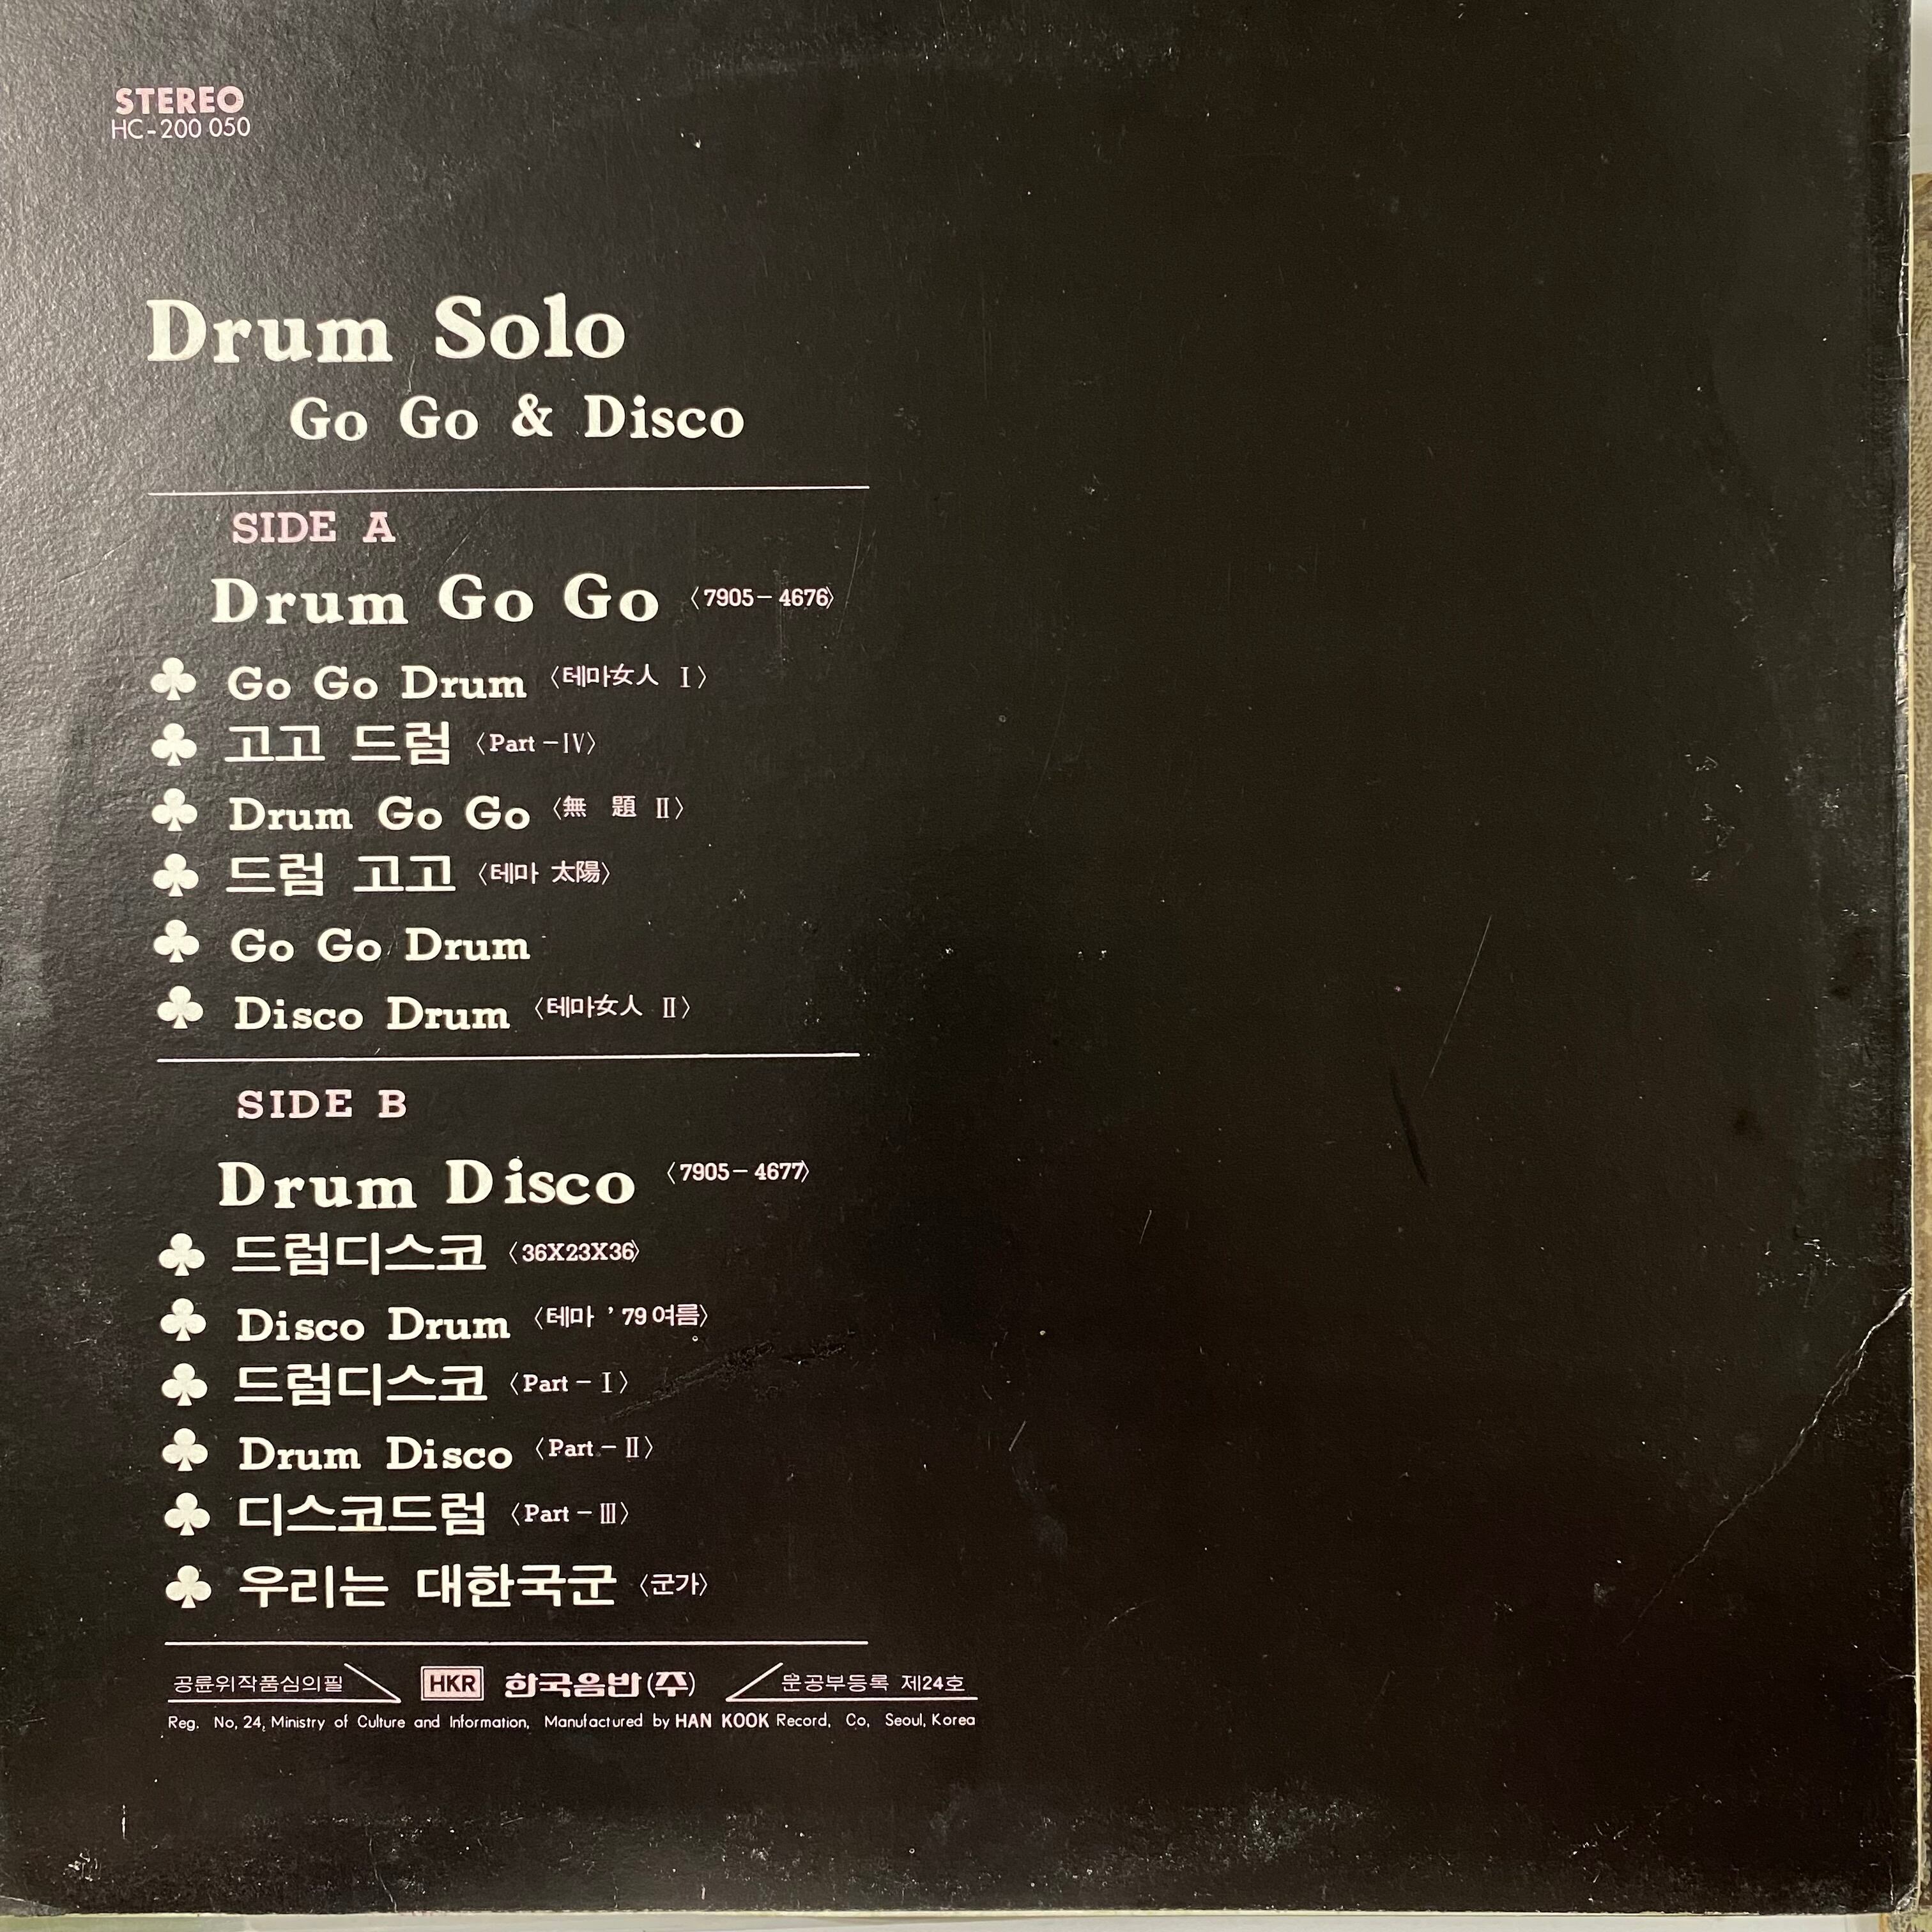 STEREO
HC-200 050
Drum Solo
Go Go & Disco
SIDE A
Drum Go Go 〈7905-4676〉
♣ Go Go Drum 〈테마女人 Ⅰ〉
♣ 고고 드럼 〈Part-Ⅳ〉
♣ Drum Go Go 〈無 題 Ⅱ〉
♣ 드럼 고고 〈테마 太陽〉
♣ Go Go Drum
♣ Disco Drum 〈테마女人 Ⅱ〉
SIDE B
Drum Disco 〈7905-4677〉
♣ 드럼디스코 〈36X23X36〉
♣ Disco Drum 〈테마 '79 여름〉
♣ 드럼디스코 〈Part-Ⅰ〉
♣ Drum Disco 〈Part-Ⅱ〉
♣ 디스코드럼 〈Part-Ⅲ〉
♣ 우리는 대한국군 〈군가〉
공륜위작품심의필 HKR 한국음반(주) 문공부등록 제24호
Reg. No, 24, Ministry of Culture and Information, Manufactured by HAN KOOK Record, Co, Seoul, Korea